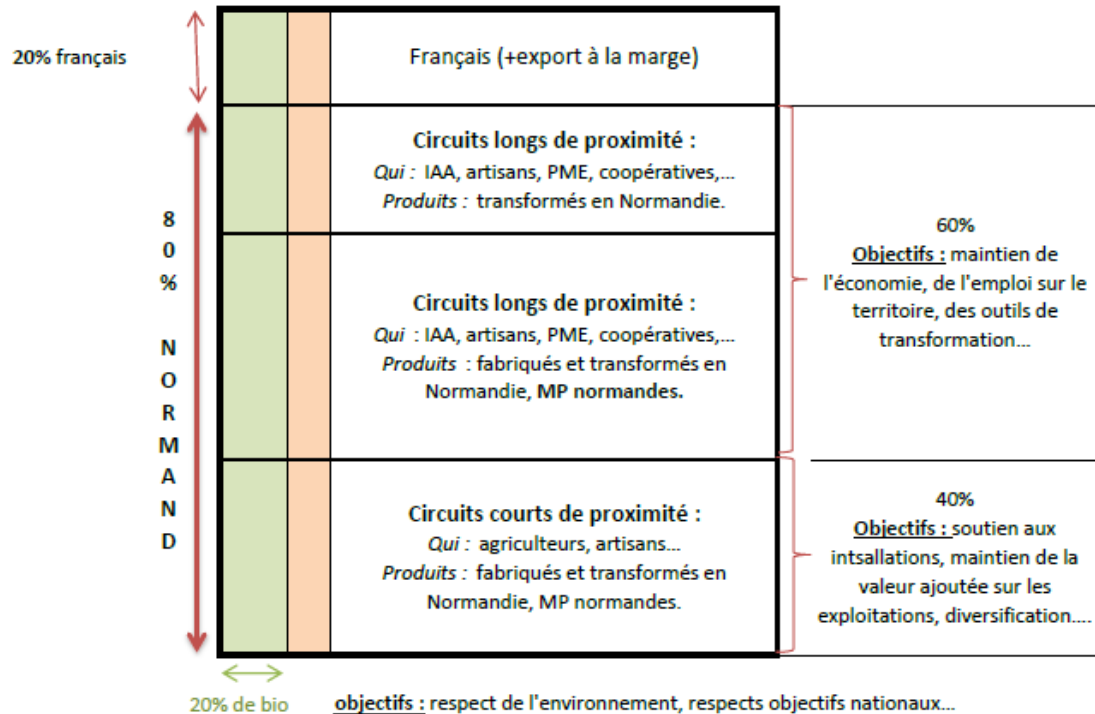 20% français
Français (+export à la marge)
80% NORMAND
Circuits longs de proximité :
Qui : IAA, artisans, PME, coopératives,...
Produits : transformés en Normandie.
Circuits longs de proximité :
Qui : IAA, artisans, PME, coopératives,...
Produits : fabriqués et transformés en
Normandie, MP normandes.
60%
Objectifs : maintien de
l'économie, de l'emploi sur le
territoire, des outils de
transformation...
Circuits courts de proximité :
Qui : agriculteurs, artisans...
Produits : fabriqués et transformés en
Normandie, MP normandes.
40%
Objectifs : soutien aux
intsallations, maintien de la
valeur ajoutée sur les
exploitations, diversification....
20% de bio
objectifs : respect de l'environnement, respects objectifs nationaux...